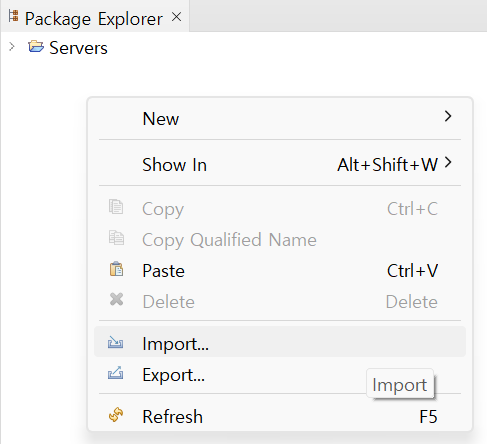 Package Explorer
Servers
New
Show In Alt+Shift+W
Copy Ctrl+C
Copy Qualified Name
Paste Ctrl+V
Delete Delete
Import...
Export...
Import
Refresh F5